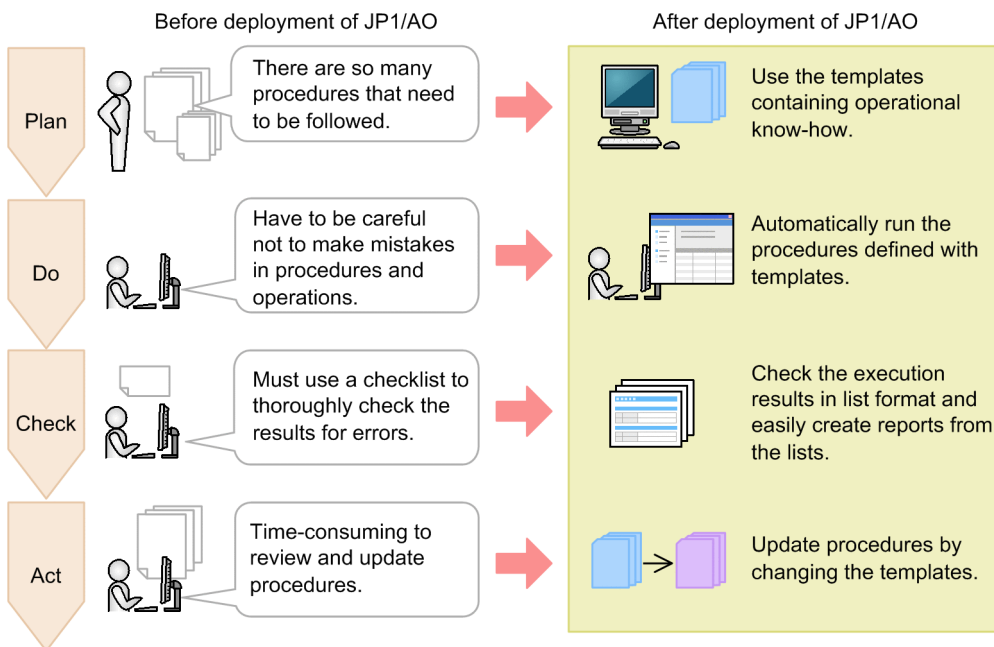 Before deployment of JP1/AO
After deployment of JP1/AO
Plan
There are so many
procedures that need
to be followed.
Use the templates
containing operational
know-how.
Do
Have to be careful
not to make mistakes
in procedures and
operations.
Automatically run the
procedures defined with
templates.
Check
Must use a checklist to
thoroughly check the
results for errors.
Check the execution
results in list format and
easily create reports from
the lists.
Act
Time-consuming to
review and update
procedures.
Update procedures by
changing the templates.